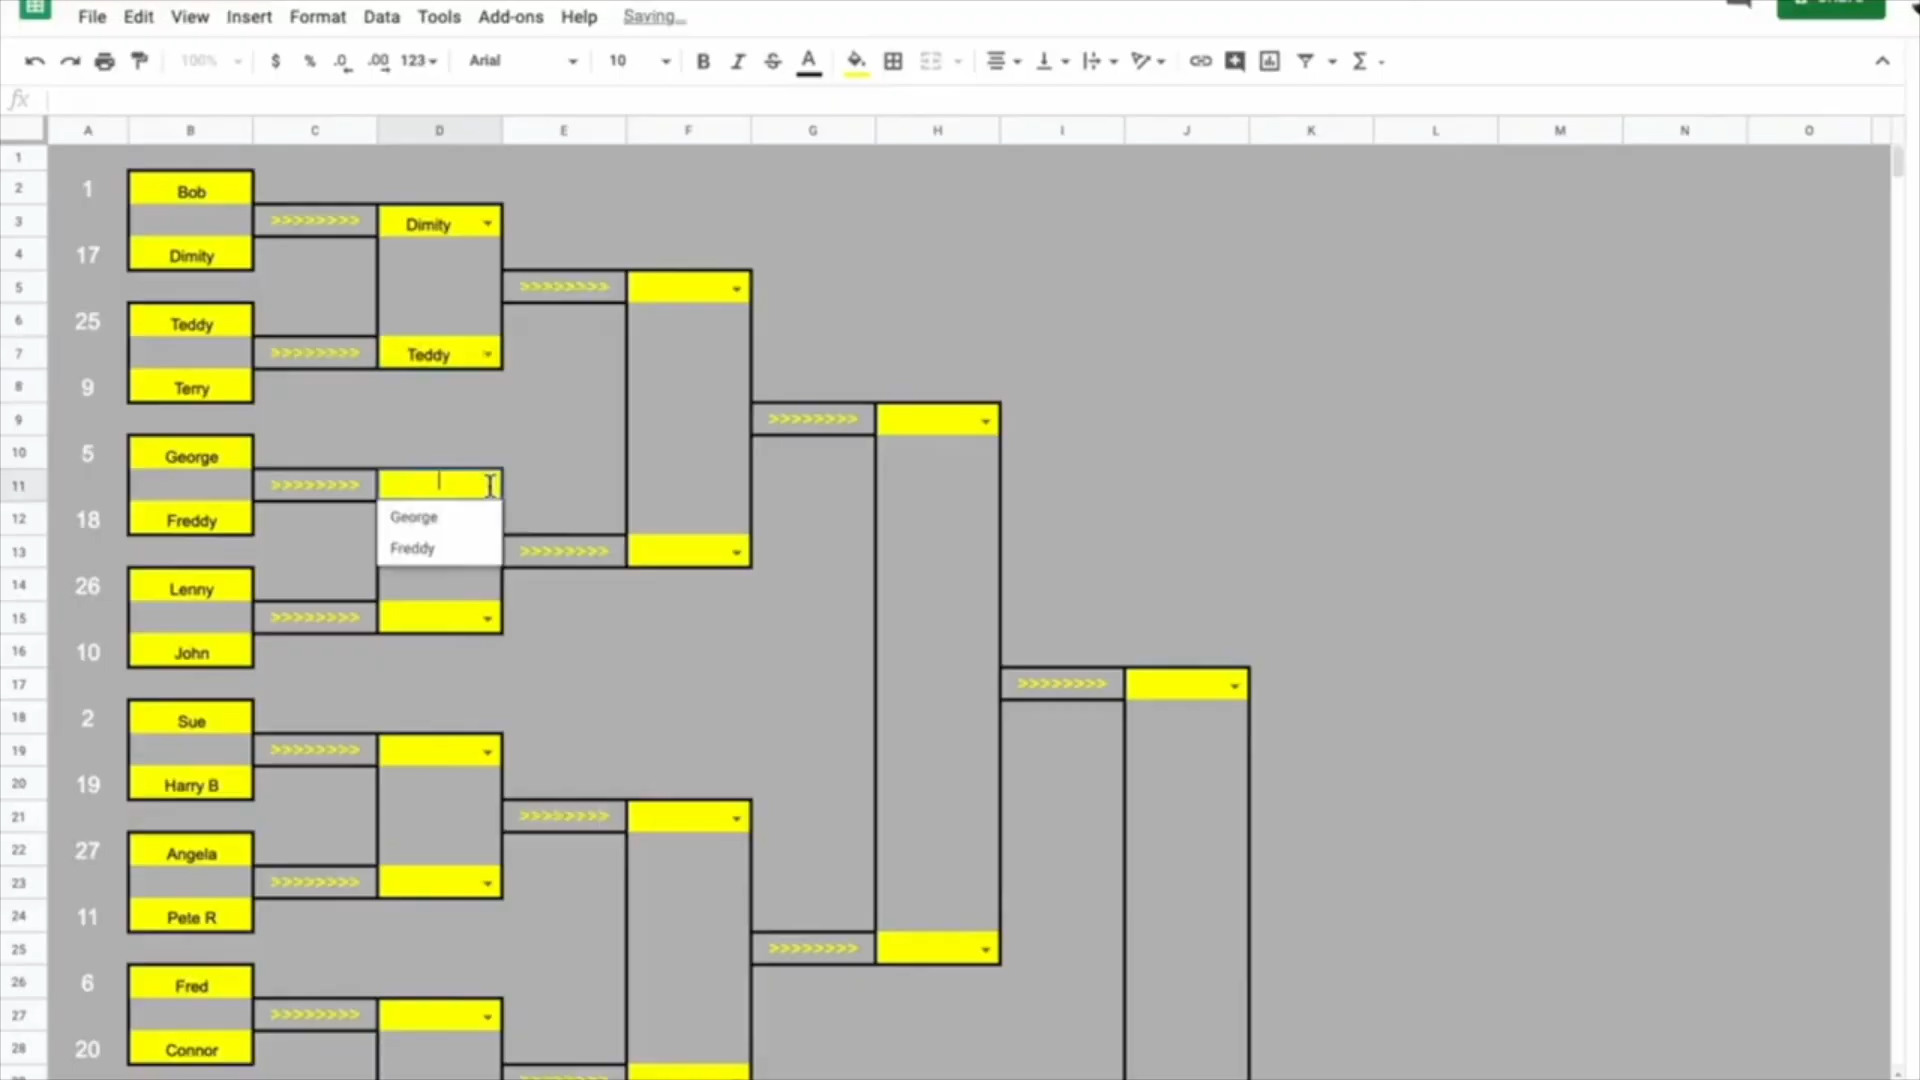 File Edit View Insert Format Data Tools Add-ons Help Saving...
100% $ % .0 .00 123 Arial 10 B I S A Σ
fx
A B C D E F G H I J K L M N O
1
2 1 Bob
3 >>>>>>>> Dimity
4 17 Dimity
5 >>>>>>>>
6 25 Teddy
7 >>>>>>>> Teddy
8 9 Terry
9 >>>>>>>>
10 5 George
11 >>>>>>>>
George
12 18 Freddy
Freddy
13 >>>>>>>>
14 26 Lenny
15 >>>>>>>>
16 10 John
17 >>>>>>>>
18 2 Sue
19 >>>>>>>>
20 19 Harry B
21 >>>>>>>>
22 27 Angela
23 >>>>>>>>
24 11 Pete R
25 >>>>>>>>
26 6 Fred
27 >>>>>>>>
28 20 Connor